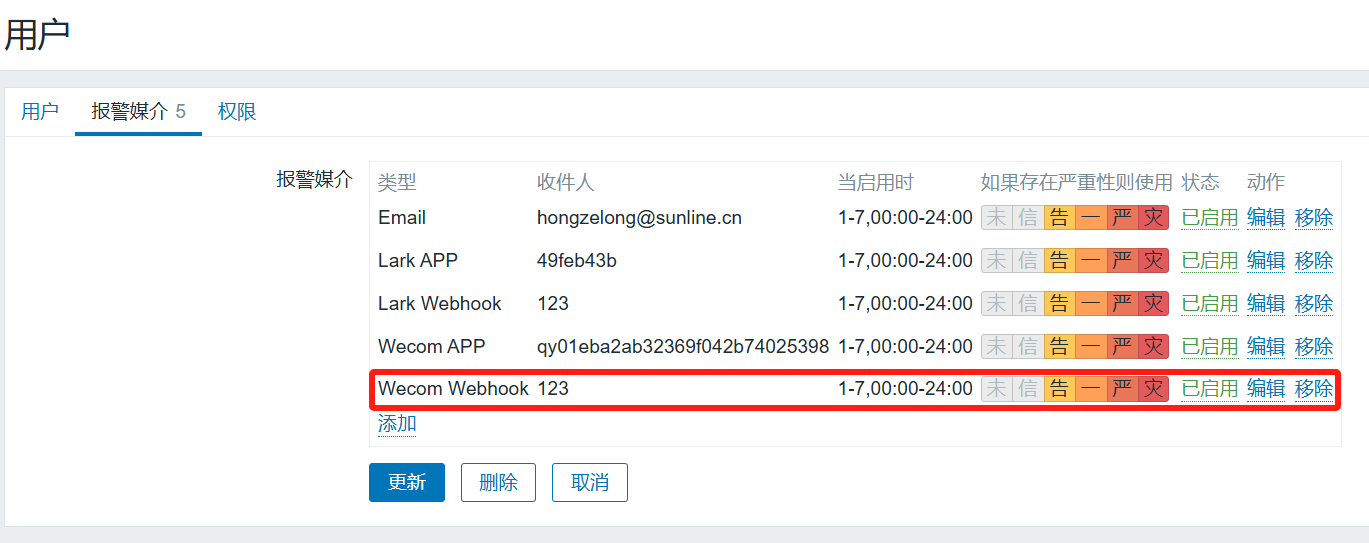 用户
用户 报警媒介 5 权限
报警媒介 类型 收件人 当启用时 如果存在严重性则使用 状态 动作
Email hongzelong@sunline.cn 1-7,00:00-24:00 未 信 告 一 严 灾 已启用 编辑 移除
Lark APP 49feb43b 1-7,00:00-24:00 未 信 告 一 严 灾 已启用 编辑 移除
Lark Webhook 123 1-7,00:00-24:00 未 信 告 一 严 灾 已启用 编辑 移除
Wecom APP qy01eba2ab32369f042b74025398 1-7,00:00-24:00 未 信 告 一 严 灾 已启用 编辑 移除
Wecom Webhook 123 1-7,00:00-24:00 未 信 告 一 严 灾 已启用 编辑 移除
添加
更新 删除 取消